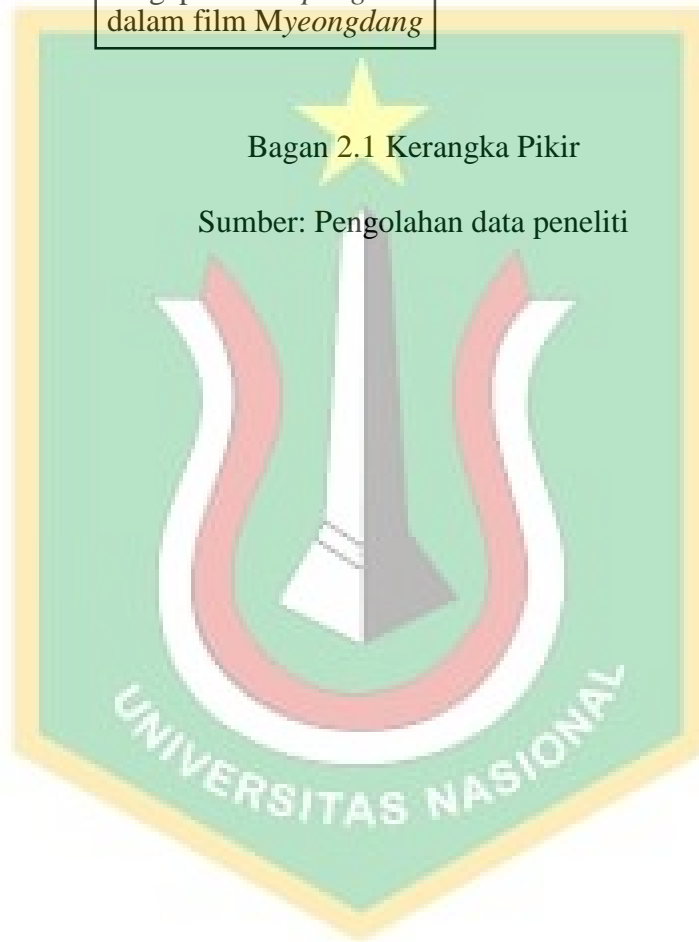 dalam film Myeongdang
Bagan 2.1 Kerangka Pikir
Sumber: Pengolahan data peneliti
UNIVERSITAS NASIONAL